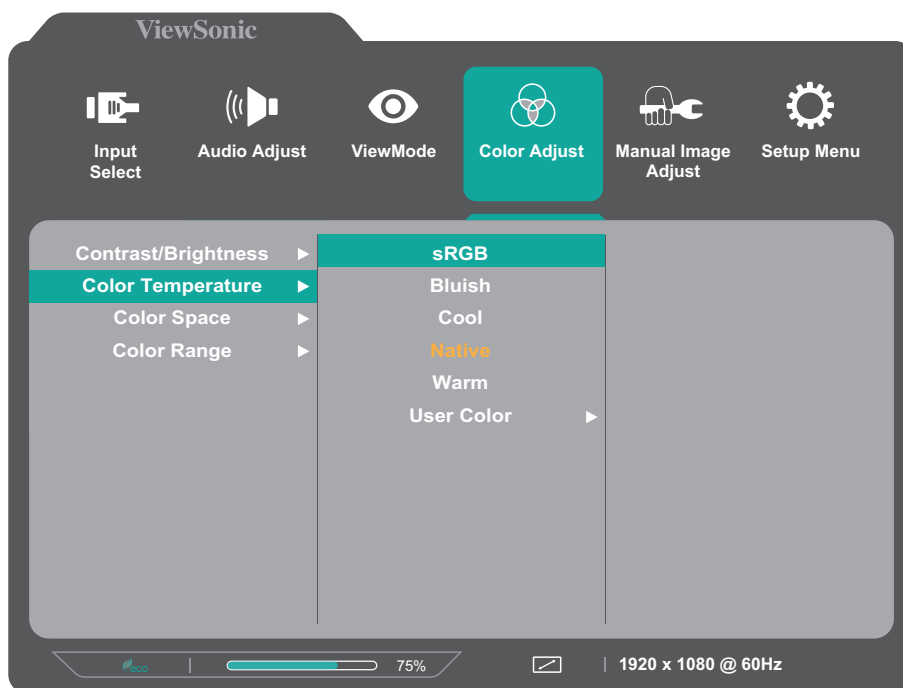 ViewSonic
Input
Select
Audio Adjust
ViewMode
Color Adjust
Manual Image
Adjust
Setup Menu
Contrast/Brightness
Color Temperature
Color Space
Color Range
sRGB
Bluish
Cool
Native
Warm
User Color
eco
75%
1920 x 1080 @ 60Hz